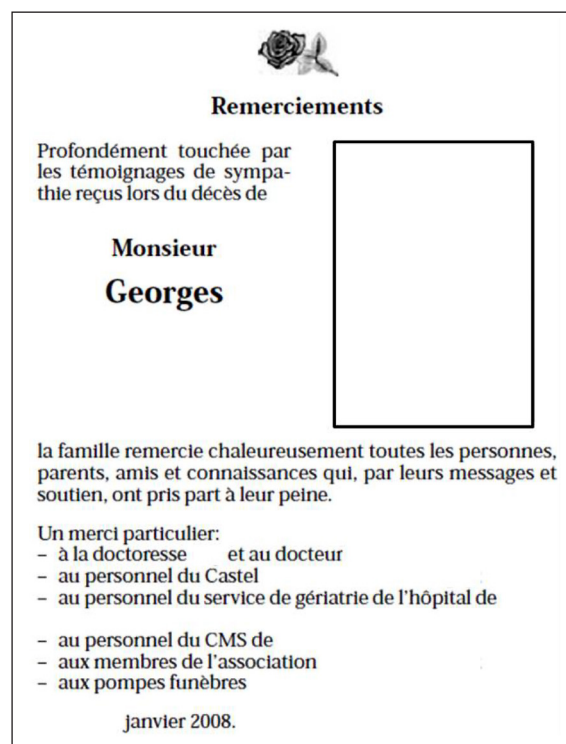 Remerciements
Profondément touchée par
les témoignages de sympa-
thie reçus lors du décès de
Monsieur
Georges
la famille remercie chaleureusement toutes les personnes,
parents, amis et connaissances qui, par leurs messages et
soutien, ont pris part à leur peine.
Un merci particulier:
– à la doctoresse et au docteur
– au personnel du Castel
– au personnel du service de gériatrie de l'hôpital de
– au personnel du CMS de
– aux membres de l'association
– aux pompes funèbres
janvier 2008.